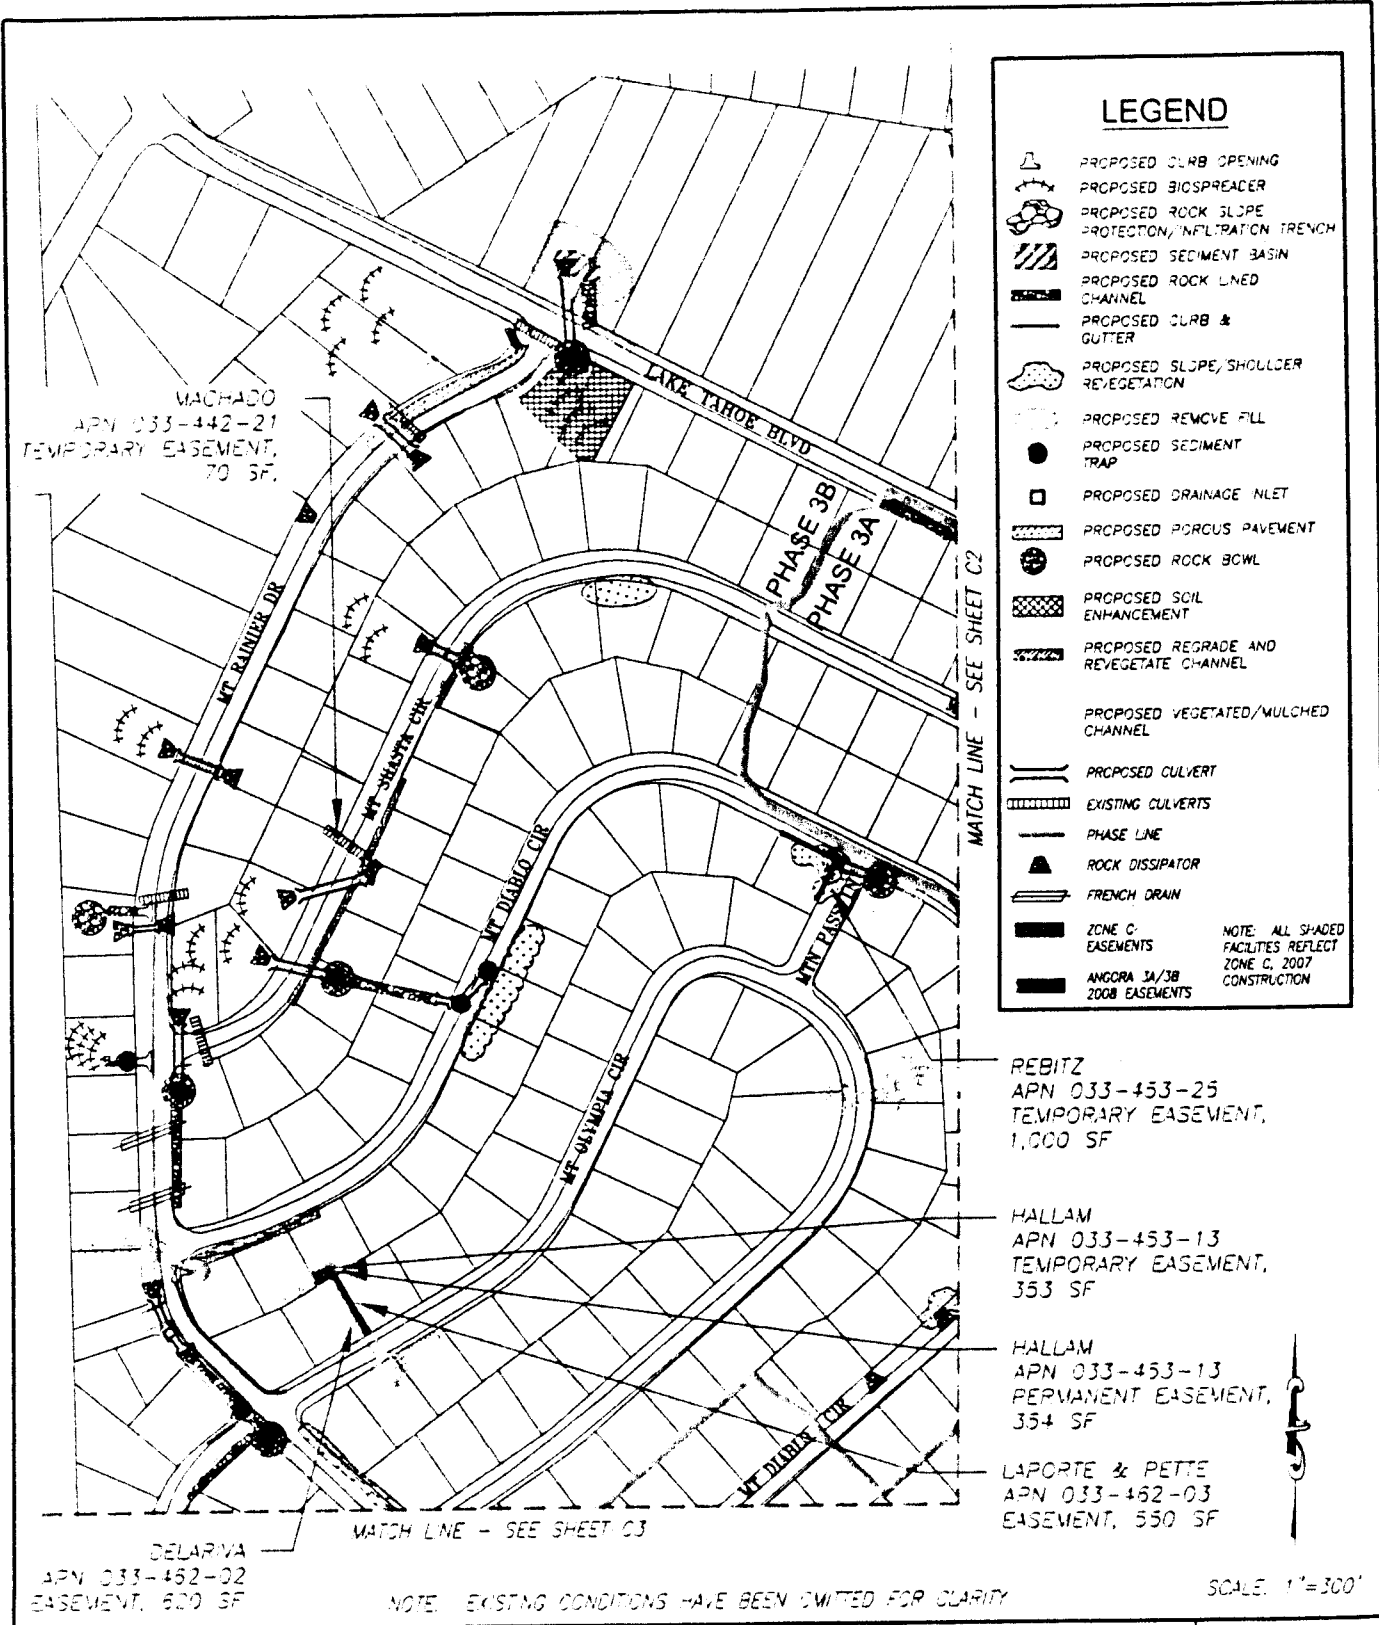 LEGEND
PROPOSED CURB OPENING
PROPOSED BIOSPREADER
PROPOSED ROCK SLOPE
PROTECTION/INFILTRATION TRENCH
PROPOSED SEDIMENT BASIN
PROPOSED ROCK LINED
CHANNEL
PROPOSED CURB &
GUTTER
PROPOSED SLOPE/SHOULDER
REVEGETATION
PROPOSED REMOVE FILL
PROPOSED SEDIMENT
TRAP
PROPOSED DRAINAGE INLET
PROPOSED POROUS PAVEMENT
PROPOSED ROCK BOWL
PROPOSED SOIL
ENHANCEMENT
PROPOSED REGRADE AND
REVEGETATE CHANNEL
PROPOSED VEGETATED/MULCHED
CHANNEL
PROPOSED CULVERT
EXISTING CULVERTS
PHASE LINE
ROCK DISSIPATOR
FRENCH DRAIN
ZONE C
EASEMENTS
NOTE: ALL SHADED
FACILITIES REFLECT
ZONE C, 2007
CONSTRUCTION
ANGORA 3A/3B
2008 EASEMENTS
MACHADO
APN 033-442-21
TEMPORARY EASEMENT,
70 SF.
LAKE TAHOE BLVD
PHASE 3B
PHASE 3A
MATCH LINE - SEE SHEET C2
MT RAINIER DR
MT SHASTA CIR
MT DIABLO CIR
MTN PASS LN
MT OLYMPIA CIR
MT DIABLO CIR
REBITZ
APN 033-453-25
TEMPORARY EASEMENT,
1,000 SF
HALLAM
APN 033-453-13
TEMPORARY EASEMENT,
353 SF
HALLAM
APN 033-453-13
PERMANENT EASEMENT,
354 SF
LAPORTE & PETTE
APN 033-462-03
EASEMENT, 550 SF
MATCH LINE - SEE SHEET C3
DELARIVA
APN 033-462-02
EASEMENT, 620 SF
NOTE: EXISTING CONDITIONS HAVE BEEN OMITTED FOR CLARITY
SCALE: 1"=300'